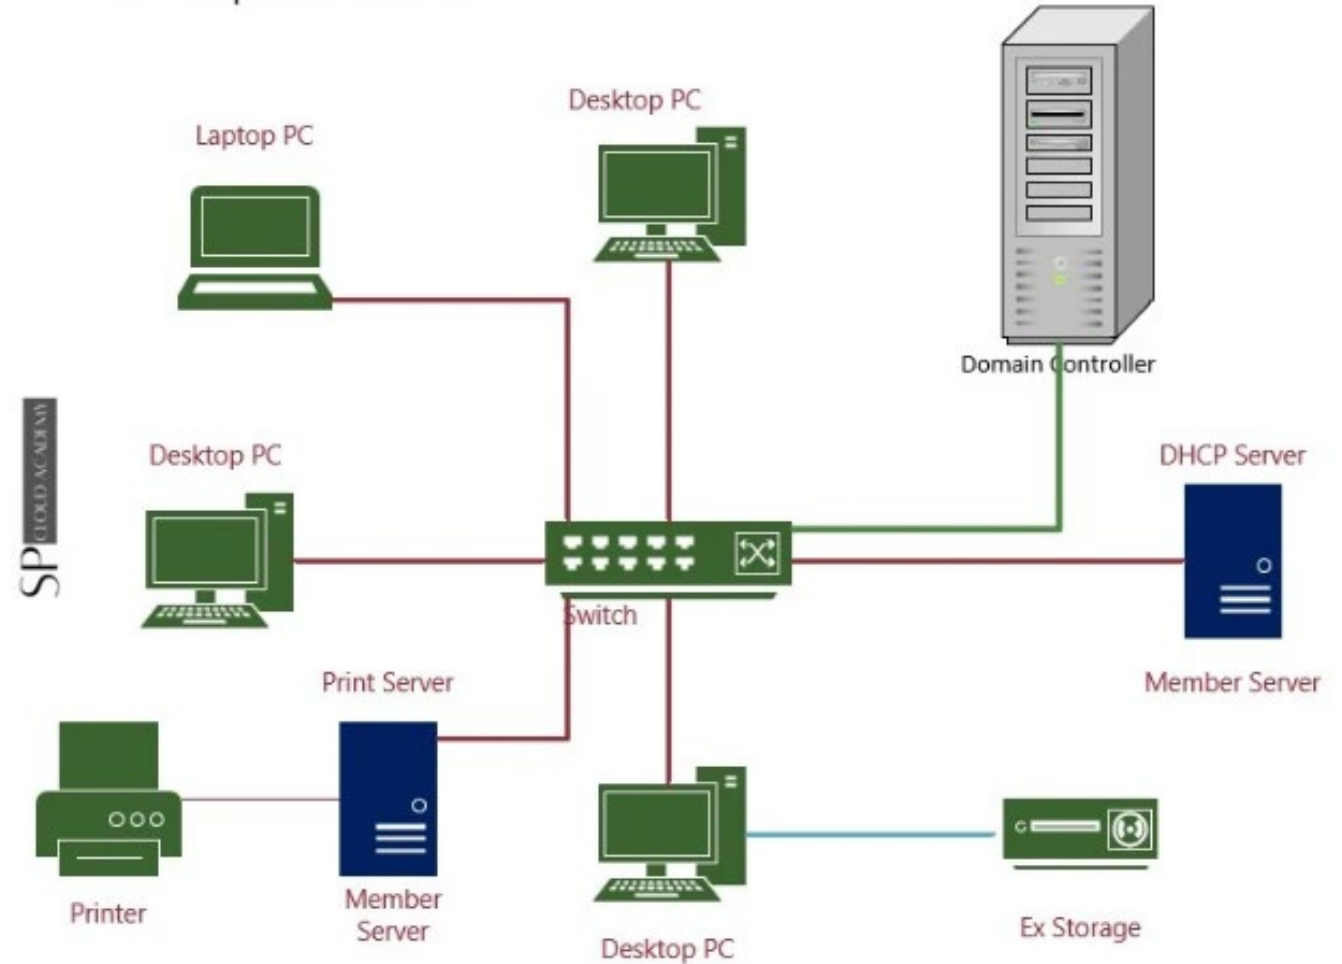 Desktop PC
Laptop PC
Domain Controller
Desktop PC
DHCP Server
SP CLOUD ACADEMY
Switch
Print Server
Member Server
Member
Server
Printer
Ex Storage
Desktop PC